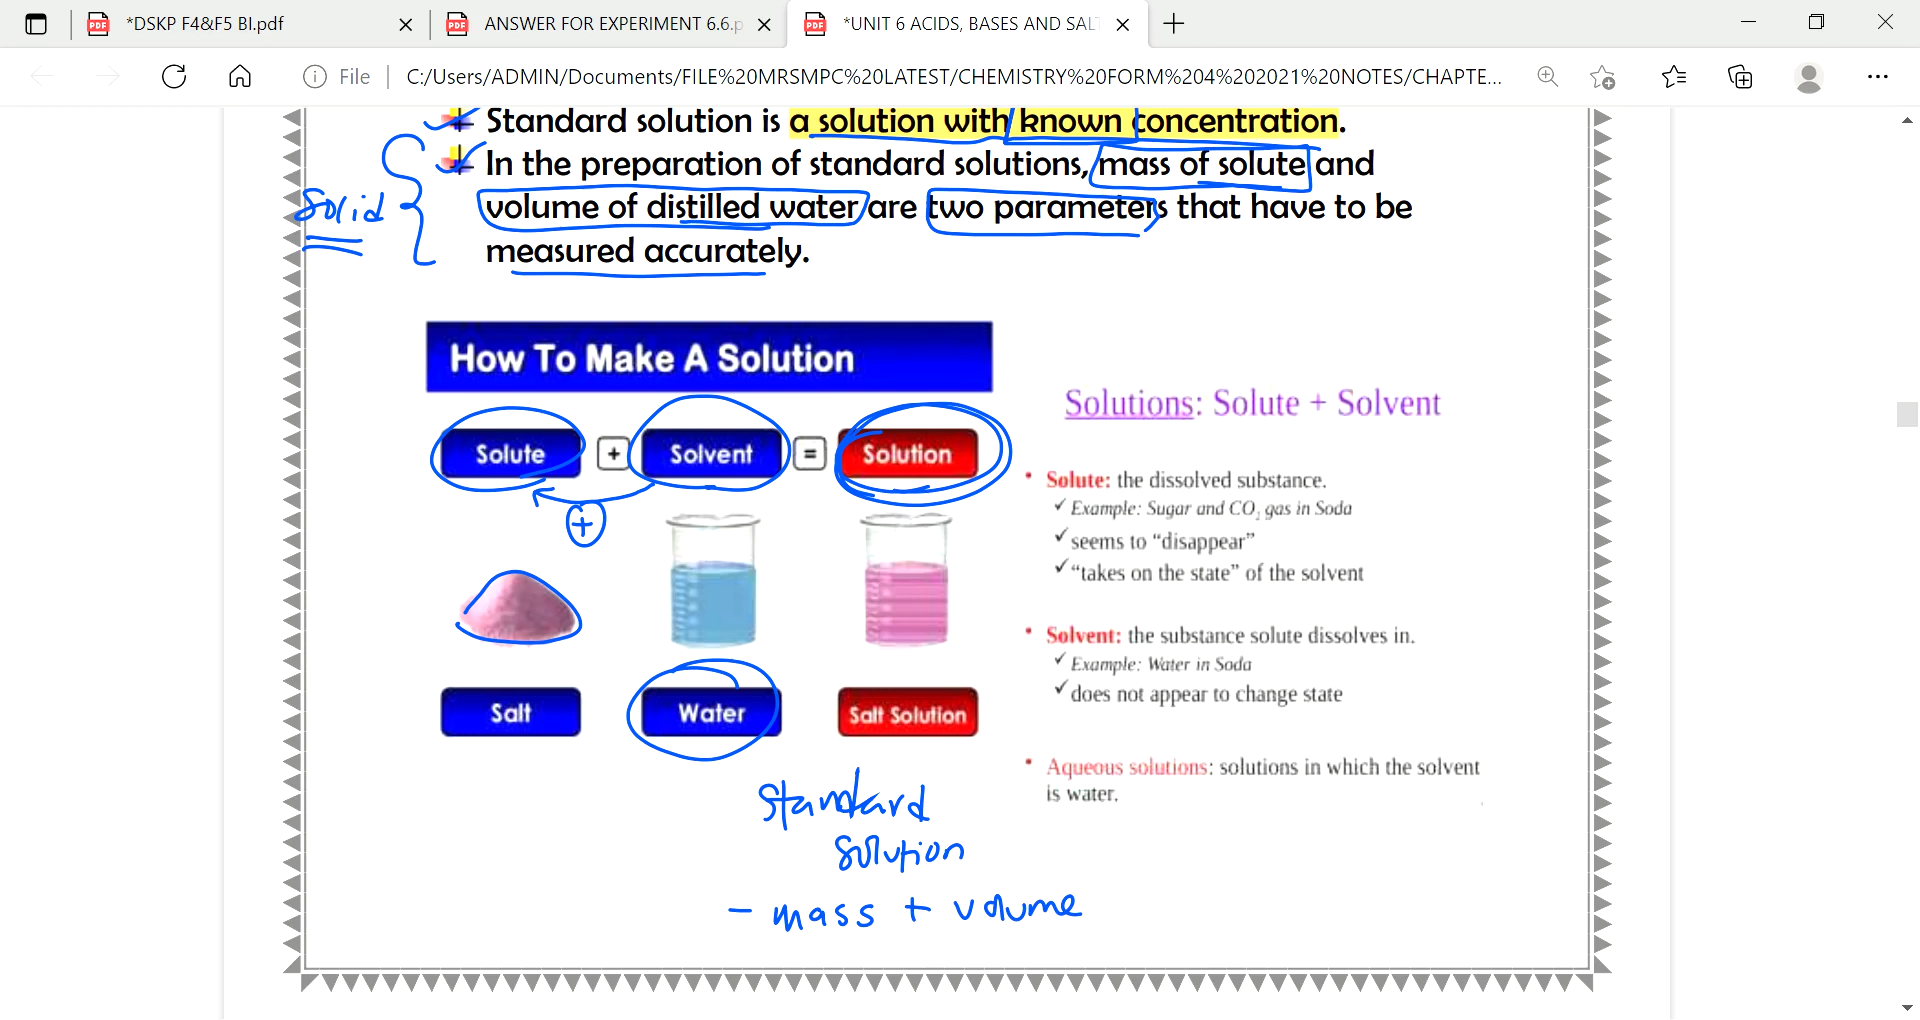 *DSKP F4&F5 BI.pdf
ANSWER FOR EXPERIMENT 6.6.p
*UNIT 6 ACIDS, BASES AND SAL
File
C:/Users/ADMIN/Documents/FILE%20MRSMPC%20LATEST/CHEMISTRY%20FORM%204%202021%20NOTES/CHAPTE...
Standard solution is a solution with known concentration.
In the preparation of standard solutions, mass of solute and
volume of distilled water are two parameters that have to be
measured accurately.
Solid
How To Make A Solution
Solute + Solvent = Solution
+
Salt Water Salt Solution
Solutions: Solute + Solvent
• Solute: the dissolved substance.
✓ Example: Sugar and CO2 gas in Soda
✓ seems to “disappear”
✓ “takes on the state” of the solvent
• Solvent: the substance solute dissolves in.
✓ Example: Water in Soda
✓ does not appear to change state
• Aqueous solutions: solutions in which the solvent
is water.
Standard
solution
- mass + volume